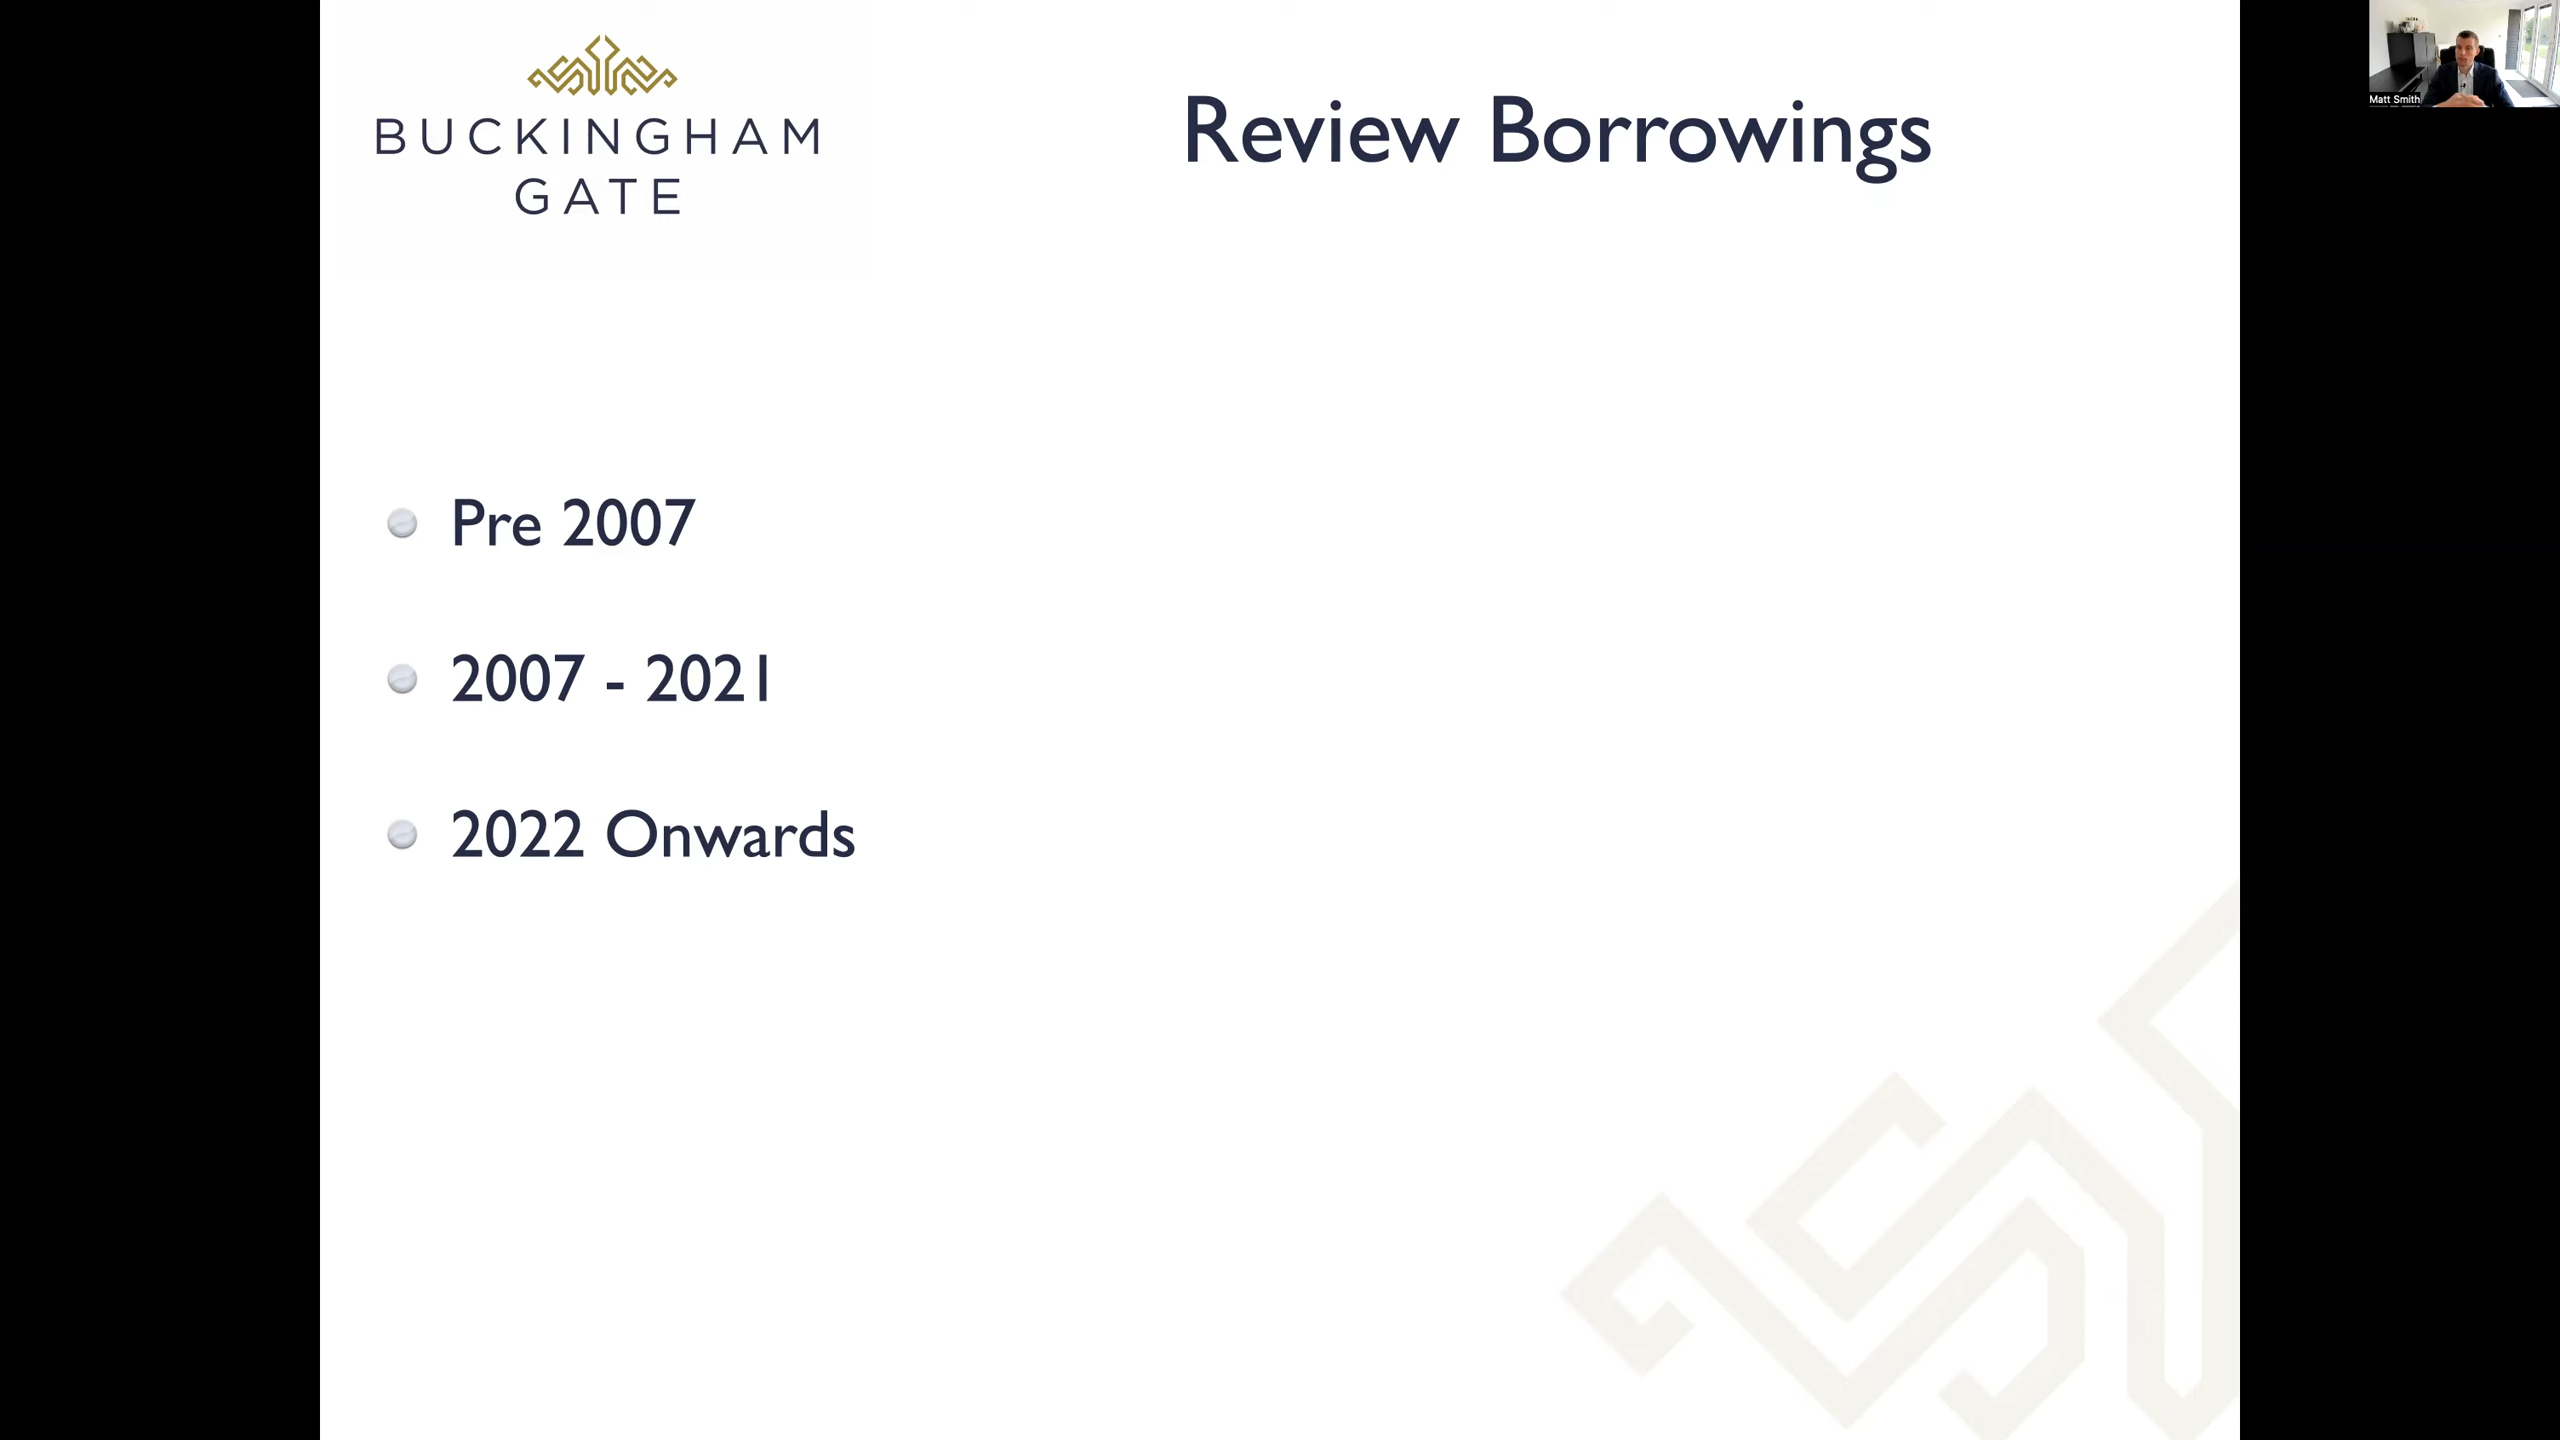 BUCKINGHAM
GATE
Review Borrowings
Matt Smith
Pre 2007
2007 - 2021
2022 Onwards